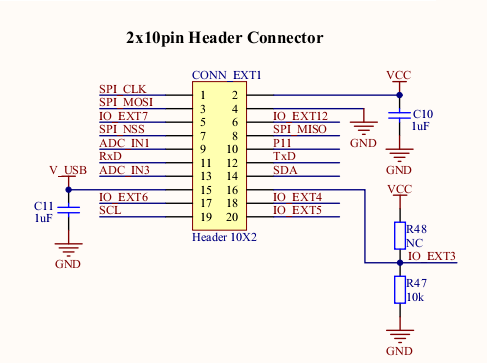 2x10pin Header Connector
CONN_EXT1
VCC
SPI_CLK 1 2
SPI_MOSI 3 4
C10
1uF
IO_EXT7 5 6 IO_EXT12
SPI_NSS 7 8 SPI_MISO
GND
ADC_IN1 9 10 P11
GND
RxD 11 12 TxD
V_USB
ADC_IN3 13 14 SDA
15 16
VCC
IO_EXT6 17 18 IO_EXT4
C11
1uF
SCL 19 20 IO_EXT5
Header 10X2
R48
NC
IO_EXT3
GND
R47
10k
GND